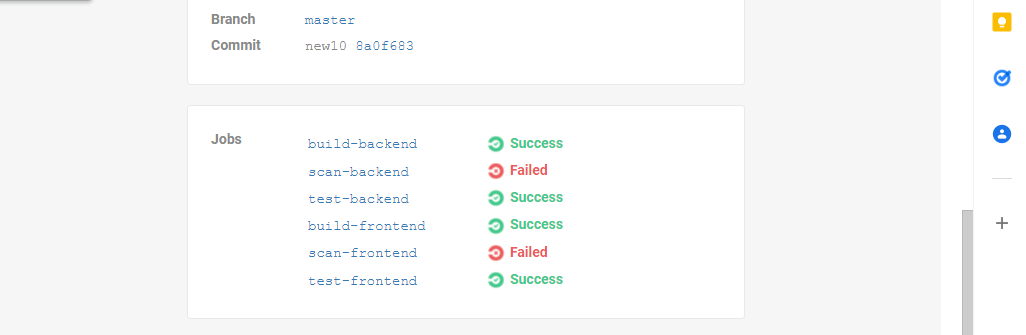 Branch master
Commit new10 8a0f683
Jobs build-backend Success
scan-backend Failed
test-backend Success
build-frontend Success
scan-frontend Failed
test-frontend Success